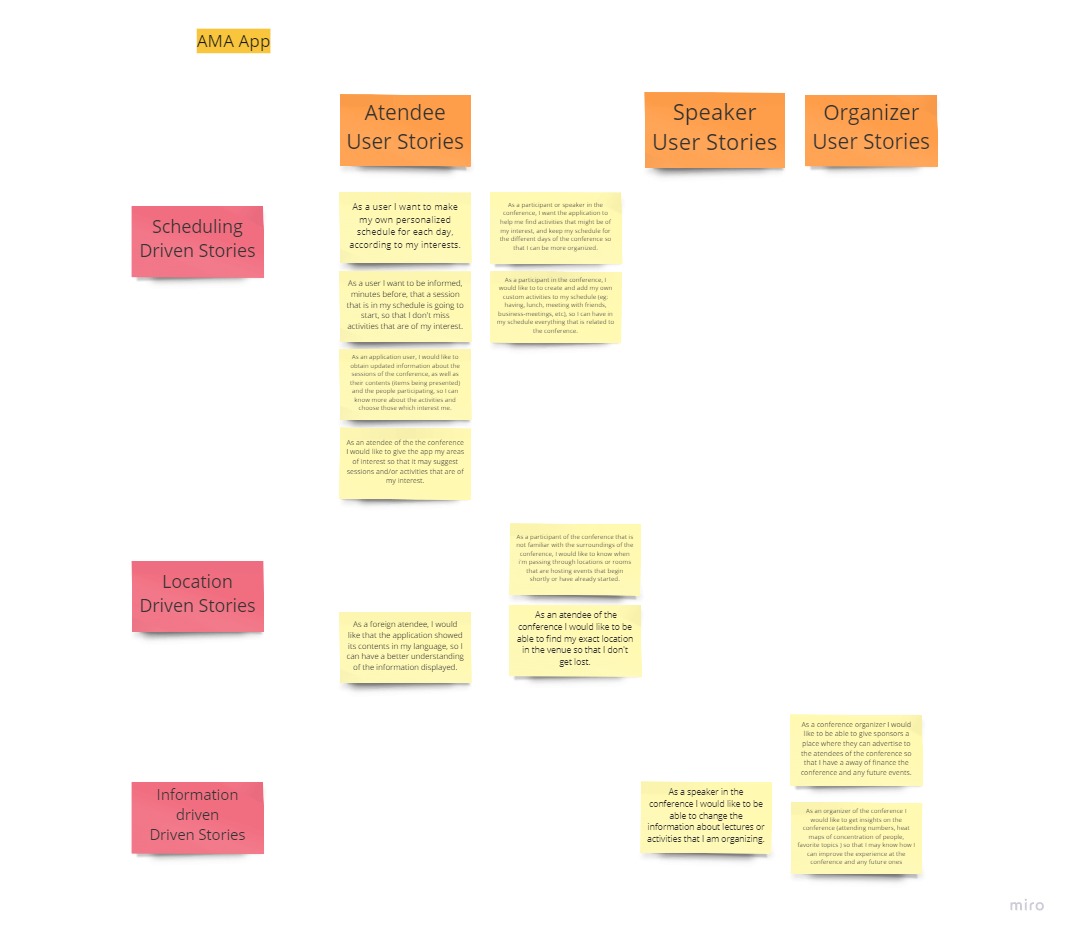 AMA App
Atendee
User Stories
Speaker
User Stories
Organizer
User Stories
Scheduling
Driven Stories
As a user I want to make
my own personalized
schedule for each day,
according to my interests.
As a participant or speaker in the
conference, I want the application to
help me find activities that might be of
my interest, and keep my schedule for
the different days of the conference so
that I can be more organized.
As a user I want to be informed,
minutes before, that a session
that is in my schedule is going to
start, so that I don't miss
activities that are of my interest.
As a participant in the conference, I
would like to to create and add my own
custom activities to my schedule (eg:
having, lunch, meeting with friends,
business-meetings, etc), so I can have in
my schedule everything that is related to
the conference.
As an application user, I would like to
obtain updated information about the
sessions of the conference, as well as
their contents (items being presented)
and the people participating, so I can
know more about the activities and
choose those which interest me.
As an atendee of the the conference
I would like to give the app my areas
of interest so that it may suggest
sessions and/or activities that are of
my interest.
Location
Driven Stories
As a participant of the conference that is
not familiar with the surroundings of the
conference, I would like to know when
i'm passing through locations or rooms
that are hosting events that begin
shortly or have already started.
As a foreign atendee, I would
like that the application showed
its contents in my language, so I
can have a better understanding
of the information displayed.
As an atendee of the
conference I would like to be
able to find my exact location
in the venue so that I don't
get lost.
Information
driven
Driven Stories
As a speaker in the
conference I would like to be
able to change the
information about lectures or
activities that I am organizing.
As a conference organizer I would
like to be able to give sponsors a
place where they can advertise to
the atendees of the conference so
that I have a away of finance the
conference and any future events.
As an organizer of the conference I
would like to get insights on the
conference (attending numbers, heat
maps of concentration of people,
favorite topics ) so that I may know how I
can improve the experience at the
conference and any future ones
miro